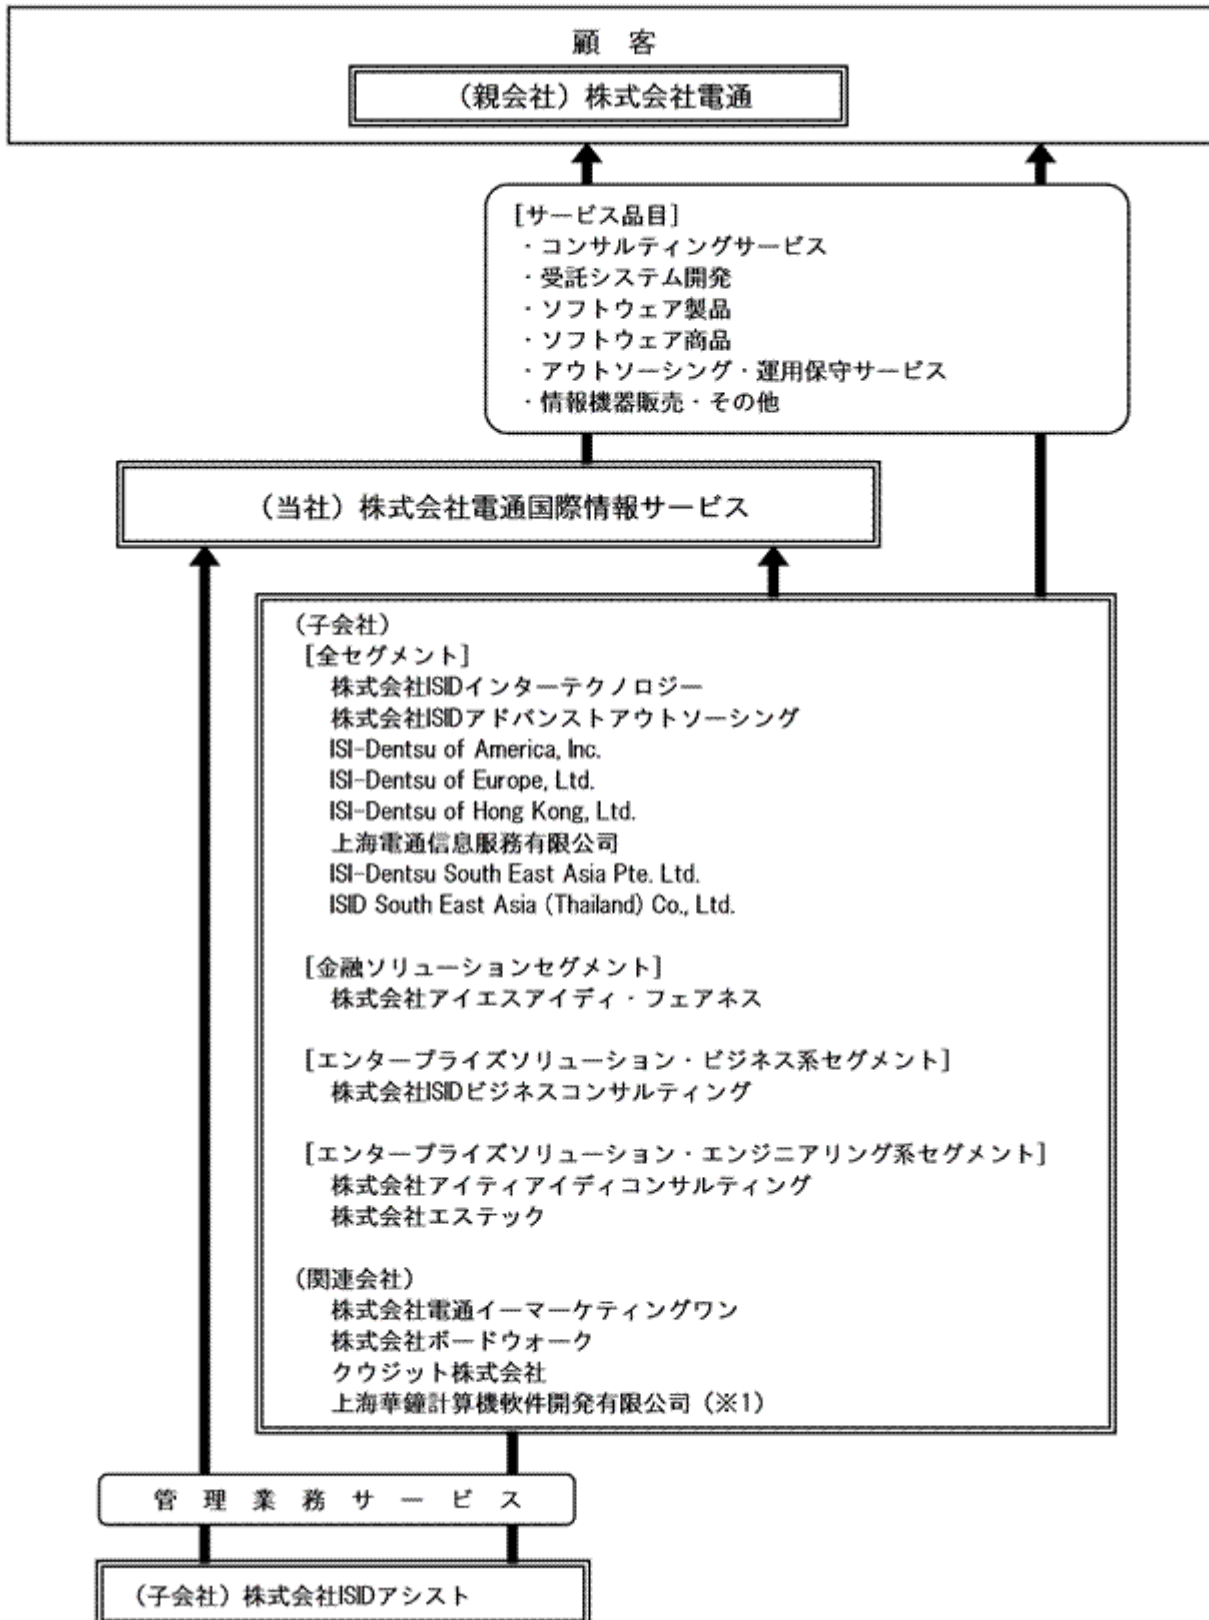 顧 客
（親会社）株式会社電通
[サービス品目]
・コンサルティングサービス
・受託システム開発
・ソフトウェア製品
・ソフトウェア商品
・アウトソーシング・運用保守サービス
・情報機器販売・その他
（当社）株式会社電通国際情報サービス
（子会社）
[全セグメント]
株式会社ISIDインターテクノロジー
株式会社ISIDアドバンストアウトソーシング
ISI-Dentsu of America, Inc.
ISI-Dentsu of Europe, Ltd.
ISI-Dentsu of Hong Kong, Ltd.
上海電通信息服務有限公司
ISI-Dentsu South East Asia Pte. Ltd.
ISID South East Asia (Thailand) Co., Ltd.
[金融ソリューションセグメント]
株式会社アイエスアイディ・フェアネス
[エンタープライズソリューション・ビジネス系セグメント]
株式会社ISIDビジネスコンサルティング
[エンタープライズソリューション・エンジニアリング系セグメント]
株式会社アイティアイディコンサルティング
株式会社エステック
（関連会社）
株式会社電通イーマーケティングワン
株式会社ボードウォーク
クウジット株式会社
上海華鐘計算機軟件開発有限公司（※1）
管 理 業 務 サ ー ビ ス
（子会社）株式会社ISIDアシスト